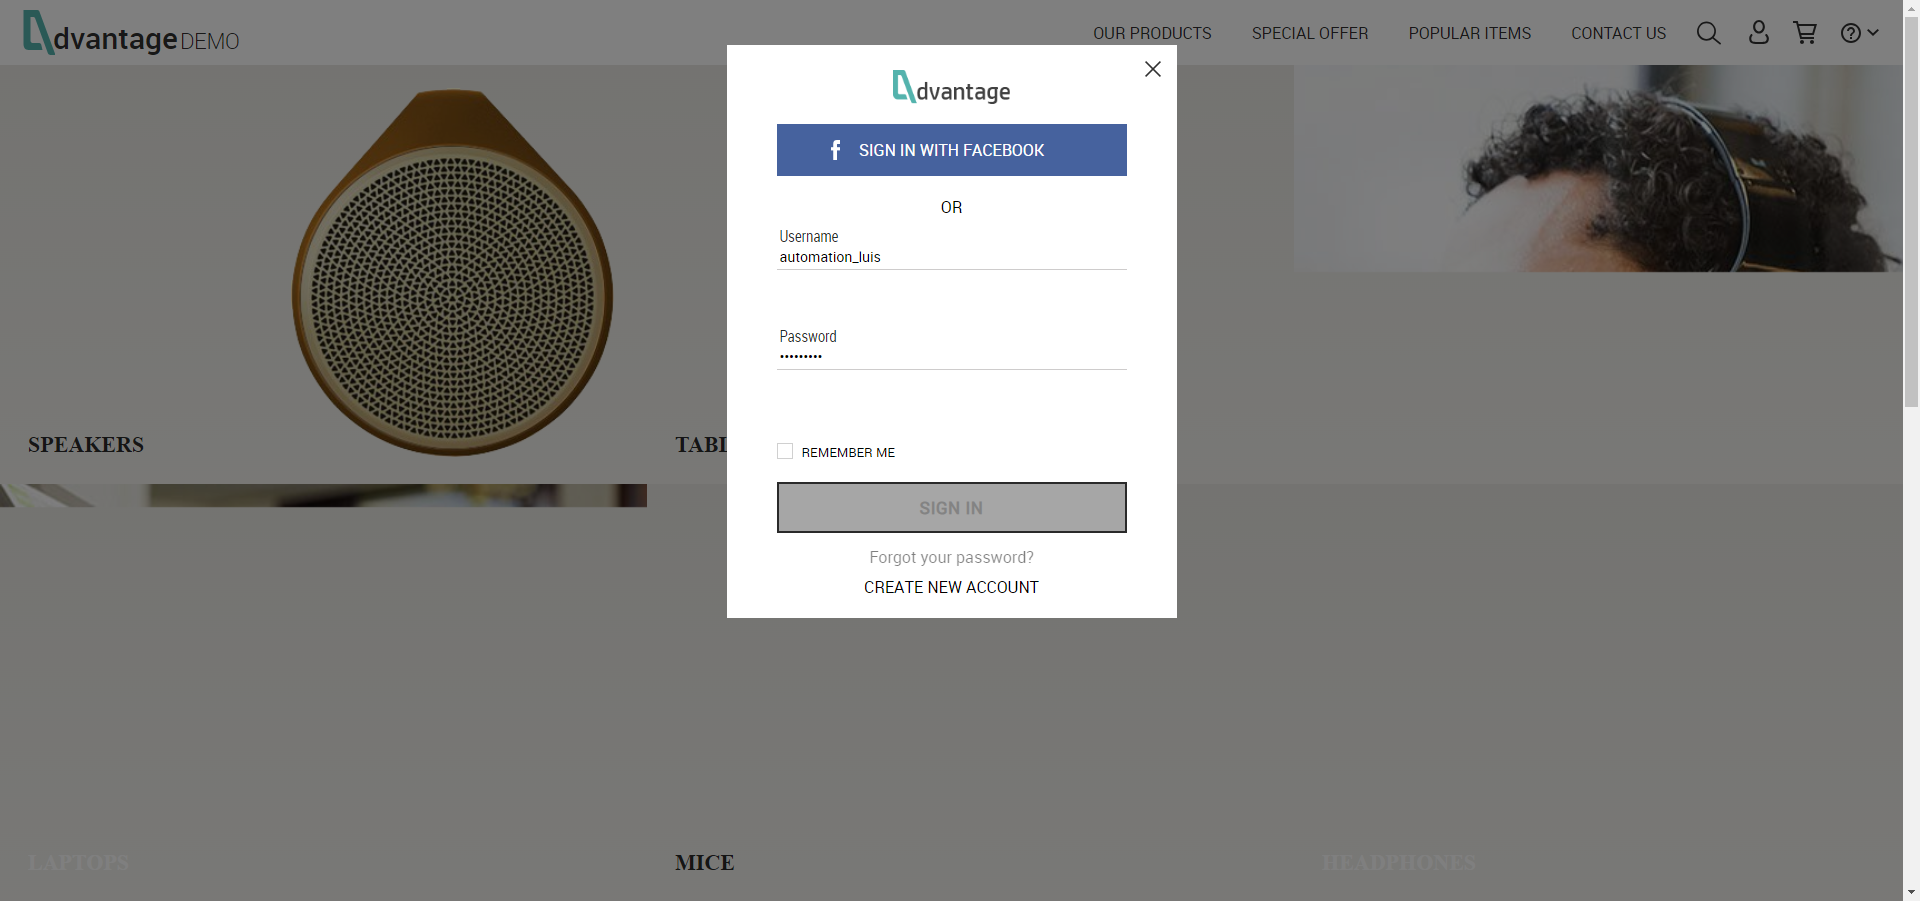 dvantage DEMO
OUR PRODUCTS SPECIAL OFFER POPULAR ITEMS CONTACT US
dvantage
SIGN IN WITH FACEBOOK
OR
Username
automation_luis
Password
•••••••••
REMEMBER ME
SIGN IN
Forgot your password?
CREATE NEW ACCOUNT
SPEAKERS
TABL
LAPTOPS
MICE
HEADPHONES